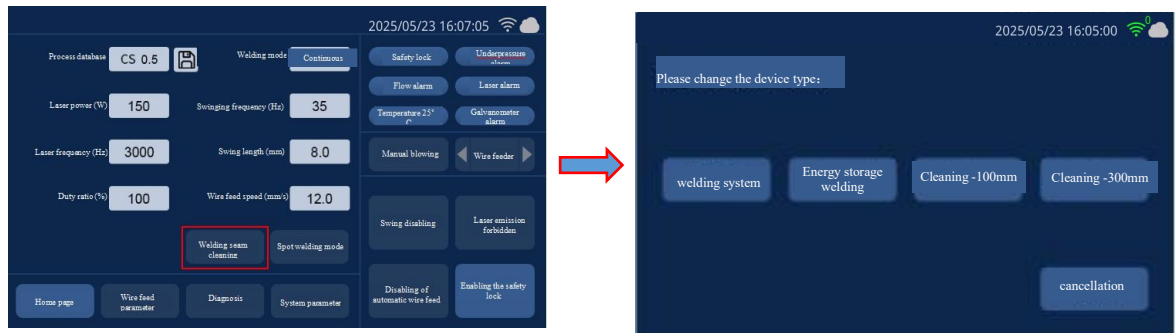 2025/05/23 16:07:05
Process database
CS 0.5
Welding mode
Continuous
Laser power (W)
150
Swinging frequency (Hz)
35
Laser frequency (Hz)
3000
Swing length (mm)
8.0
Duty ratio (%)
100
Wire feed speed (mm/s)
12.0
Welding seam
cleaning
Spot welding mode
Home page
Wire feed
parameter
Diagnosis
System parameter
Safety lock
Underpressure
alarm
Flow alarm
Laser alarm
Temperature 25°
C
Galvanometer
alarm
Manual blowing
Wire feeder
Swing disabling
Laser emission
forbidden
Disabling of
automatic wire feed
Enabling the safety
lock
2025/05/23 16:05:00
0
Please change the device type:
welding system
Energy storage
welding
Cleaning -100mm
Cleaning -300mm
cancellation